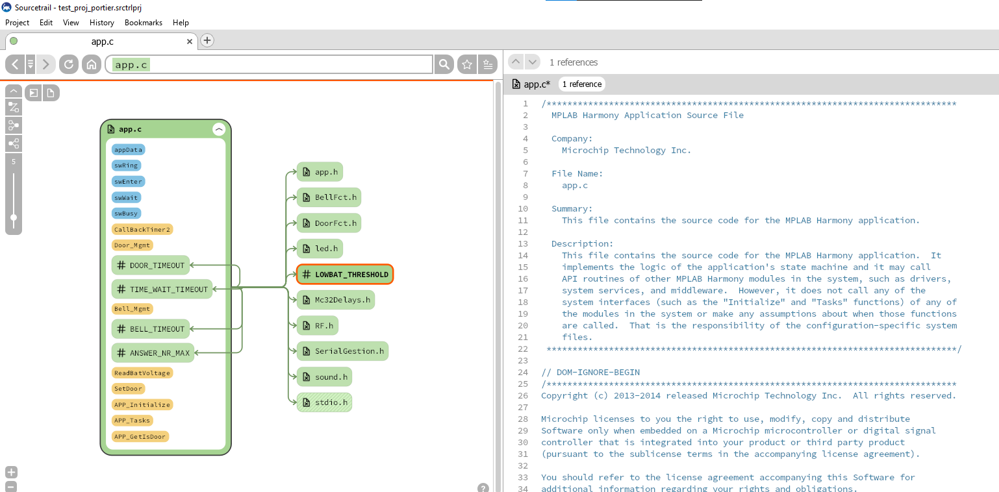 Sourcetrail - test_proj_portier.srctrlprj
Project Edit View History Bookmarks Help
app.c
app.c
5
app.c
appData
swRing
swEnter
swWait
swBusy
CallBackTimer2
Door_Mgmt
# DOOR_TIMEOUT
# TIME_WAIT_TIMEOUT
Bell_Mgmt
# BELL_TIMEOUT
# ANSWER_NR_MAX
ReadBatVoltage
SetDoor
APP_Initialize
APP_Tasks
APP_GetIsDoor
app.h
BellFct.h
DoorFct.h
led.h
# LOWBAT_THRESHOLD
Mc32Delays.h
RF.h
SerialGestion.h
sound.h
stdio.h
?
1 references
app.c* 1 reference
1 /*******************************************************************************
2 MPLAB Harmony Application Source File
3
4 Company:
5 Microchip Technology Inc.
6
7 File Name:
8 app.c
9
10 Summary:
11 This file contains the source code for the MPLAB Harmony application.
12
13 Description:
14 This file contains the source code for the MPLAB Harmony application. It
15 implements the logic of the application's state machine and it may call
16 API routines of other MPLAB Harmony modules in the system, such as drivers,
17 system services, and middleware. However, it does not call any of the
18 system interfaces (such as the "Initialize" and "Tasks" functions) of any of
19 the modules in the system or make any assumptions about when those functions
20 are called. That is the responsibility of the configuration-specific system
21 files.
22 *******************************************************************************/
23
24 // DOM-IGNORE-BEGIN
25 /*******************************************************************************
26 Copyright (c) 2013-2014 released Microchip Technology Inc. All rights reserved.
27
28 Microchip licenses to you the right to use, modify, copy and distribute
29 Software only when embedded on a Microchip microcontroller or digital signal
30 controller that is integrated into your product or third party product
31 (pursuant to the sublicense terms in the accompanying license agreement).
32
33 You should refer to the license agreement accompanying this Software for
34 additional information regarding your rights and obligations.